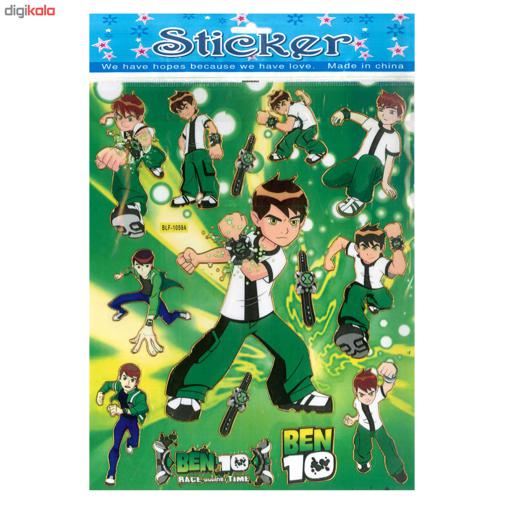 digikala
Sticker
We have hopes because we have love. Made in china
BLF-1058A
BEN 10
RACE AGAINST TIME
BEN
10